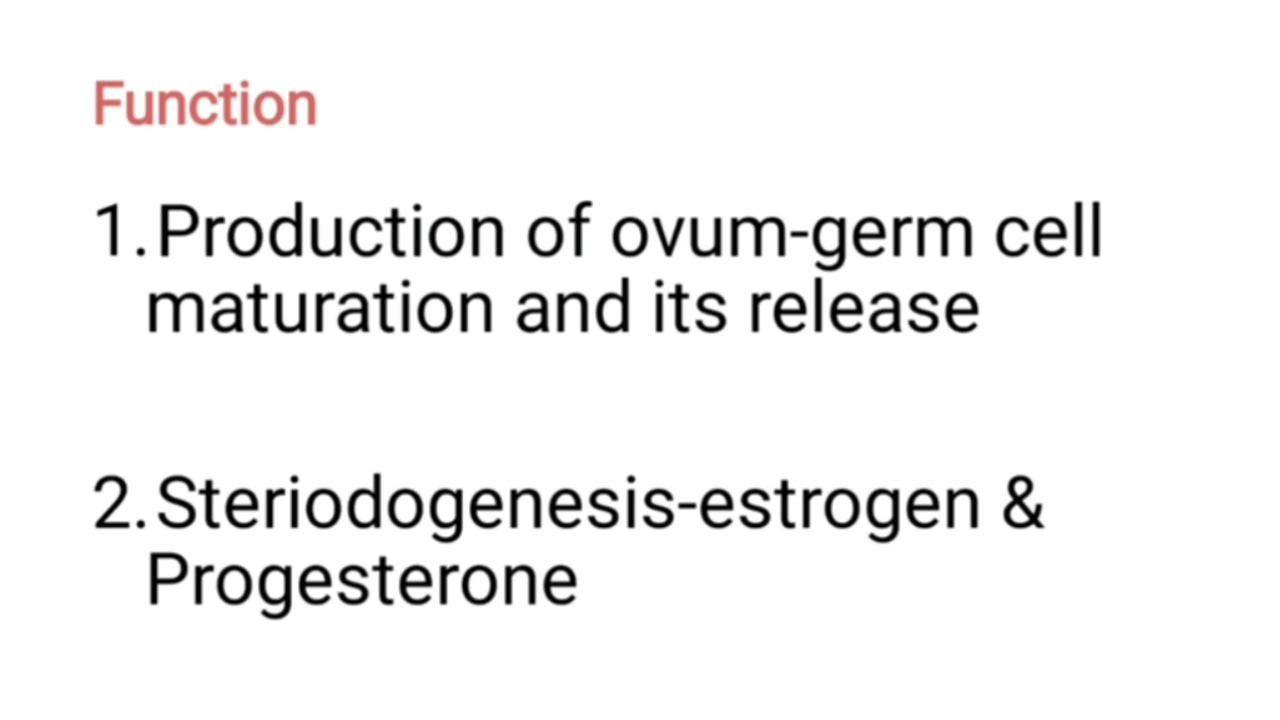 Function
1.Production of ovum-germ cell
maturation and its release
2.Steriodogenesis-estrogen &
Progesterone